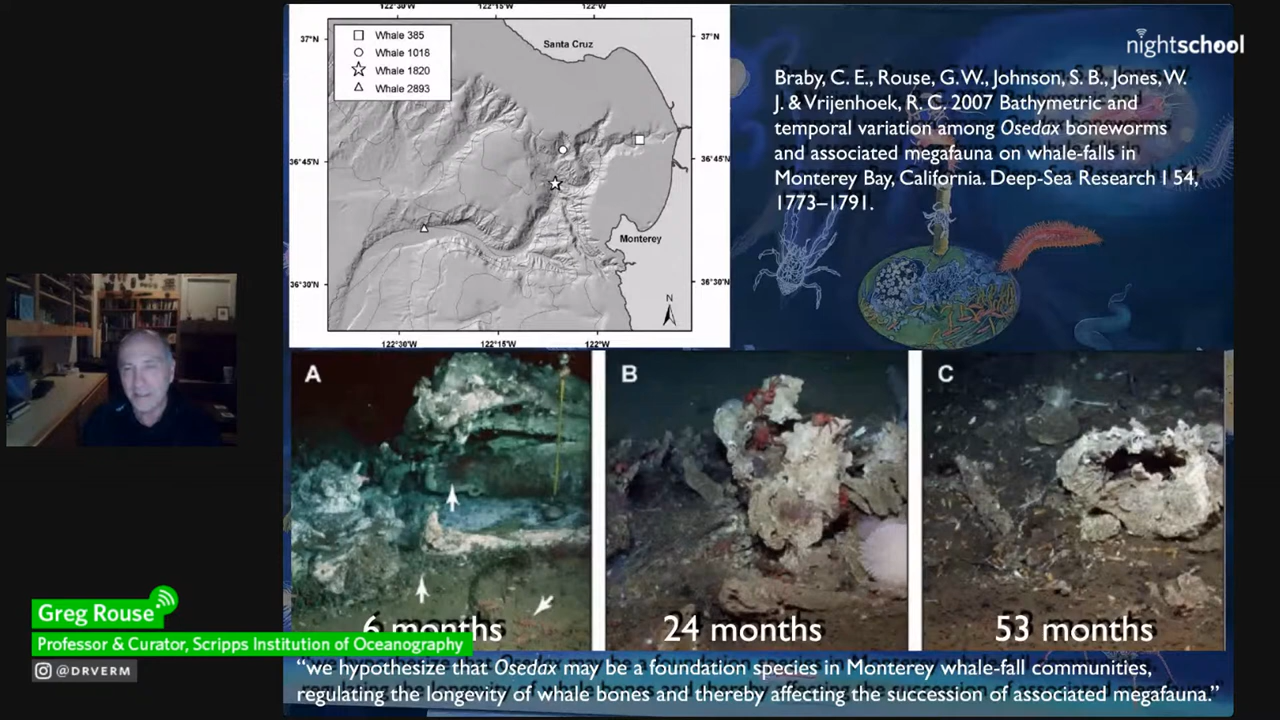 122°30'W 122°15'W 122°W
Whale 385
Whale 1018
Whale 1820
Whale 2893
37°N
37°N
Santa Cruz
36°45'N
36°45'N
Monterey
36°30'N
36°30'N
N
122°30'W 122°15'W 122°W
nightschool
Braby, C. E., Rouse, G.W., Johnson, S. B., Jones, W.
J. & Vrijenhoek, R. C. 2007 Bathymetric and
temporal variation among Osedax boneworms
and associated megafauna on whale-falls in
Monterey Bay, California. Deep-Sea Research I 54,
1773–1791.
A
B
C
6 months
24 months
53 months
Greg Rouse
Professor & Curator, Scripps Institution of Oceanography
@DRVERM
“we hypothesize that Osedax may be a foundation species in Monterey whale-fall communities,
regulating the longevity of whale bones and thereby affecting the succession of associated megafauna.”